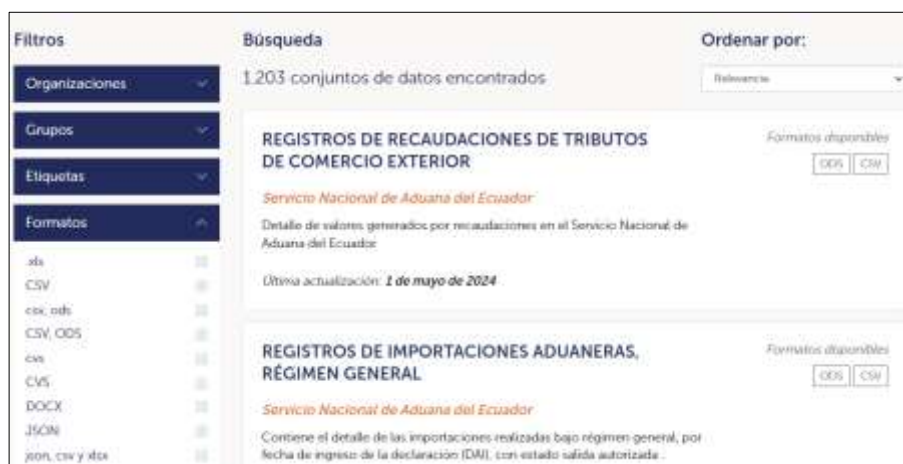 Filtros
Organizaciones
Grupos
Etiquetas
Formatos
.xls
CSV
csv, ods
CSV, ODS
cvs
CVS
DOCX
JSON
json, csv y xlsx
Búsqueda
1.203 conjuntos de datos encontrados
Ordenar por:
Relevancia
REGISTROS DE RECAUDACIONES DE TRIBUTOS
DE COMERCIO EXTERIOR
Formatos disponibles
ODS CSV
Servicio Nacional de Aduana del Ecuador
Detalle de valores generados por recaudaciones en el Servicio Nacional de
Aduana del Ecuador
Última actualización: 1 de mayo de 2024
REGISTROS DE IMPORTACIONES ADUANERAS,
RÉGIMEN GENERAL
Formatos disponibles
ODS CSV
Servicio Nacional de Aduana del Ecuador
Contiene el detalle de las importaciones realizadas bajo régimen general, por
fecha de ingreso de la declaración (DAI), con estado salida autorizada .